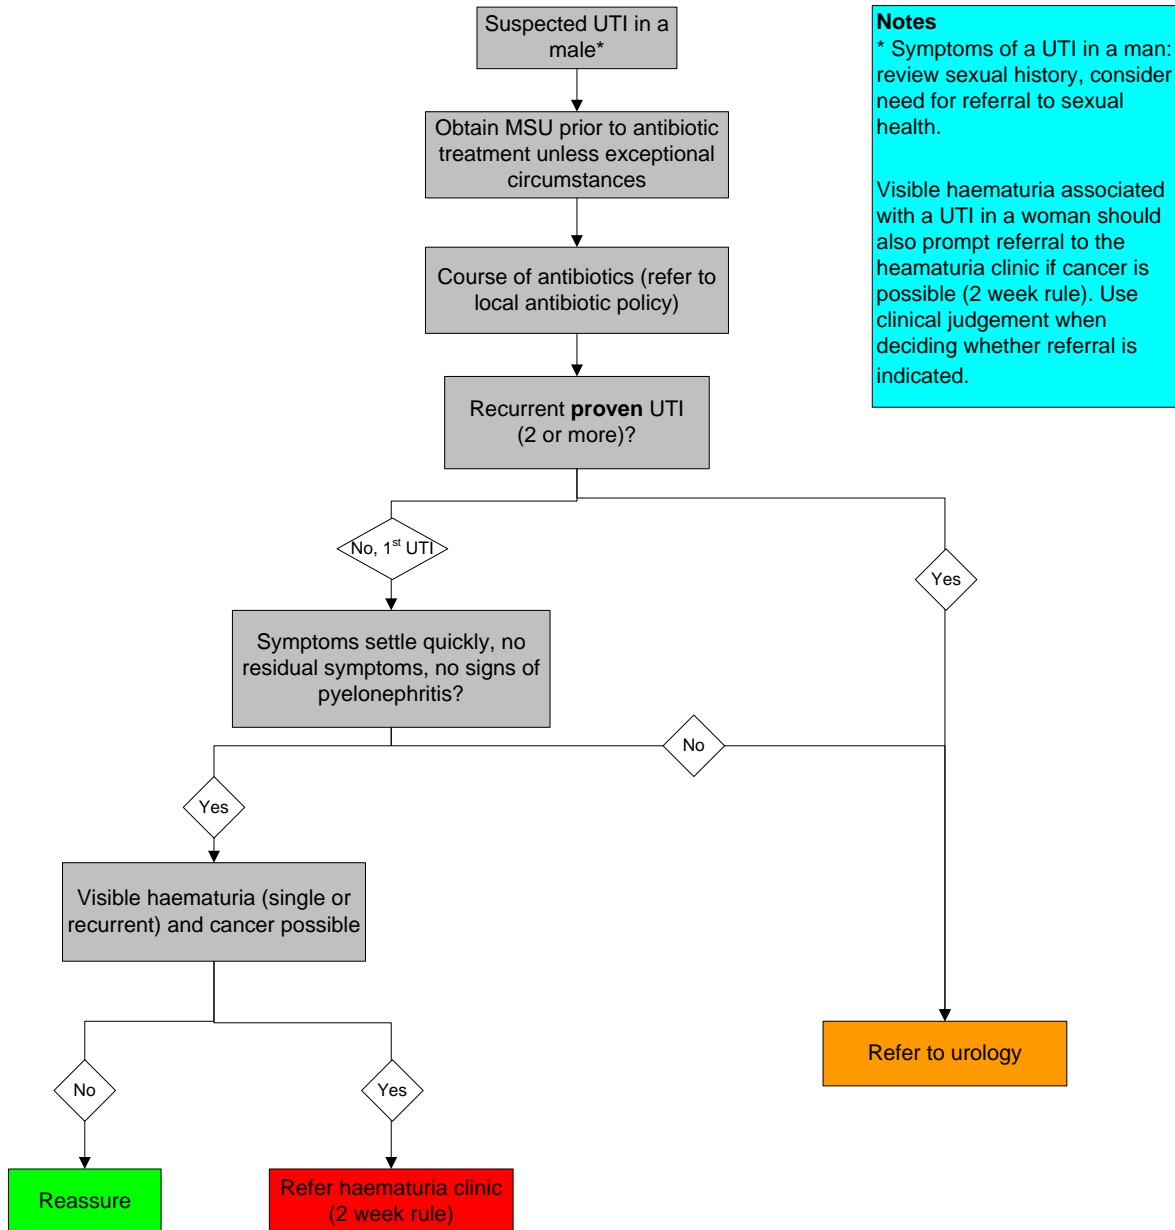 Suspected UTI in a
male*
Notes
* Symptoms of a UTI in a man:
review sexual history, consider
need for referral to sexual
health.
Visible haematuria associated
with a UTI in a woman should
also prompt referral to the
heamaturia clinic if cancer is
possible (2 week rule). Use
clinical judgement when
deciding whether referral is
indicated.
Obtain MSU prior to antibiotic
treatment unless exceptional
circumstances
Course of antibiotics (refer to
local antibiotic policy)
Recurrent proven UTI
(2 or more)?
No, 1st UTI
Yes
Symptoms settle quickly, no
residual symptoms, no signs of
pyelonephritis?
No
Yes
Visible haematuria (single or
recurrent) and cancer possible
Refer to urology
No
Yes
Reassure
Refer haematuria clinic
(2 week rule)